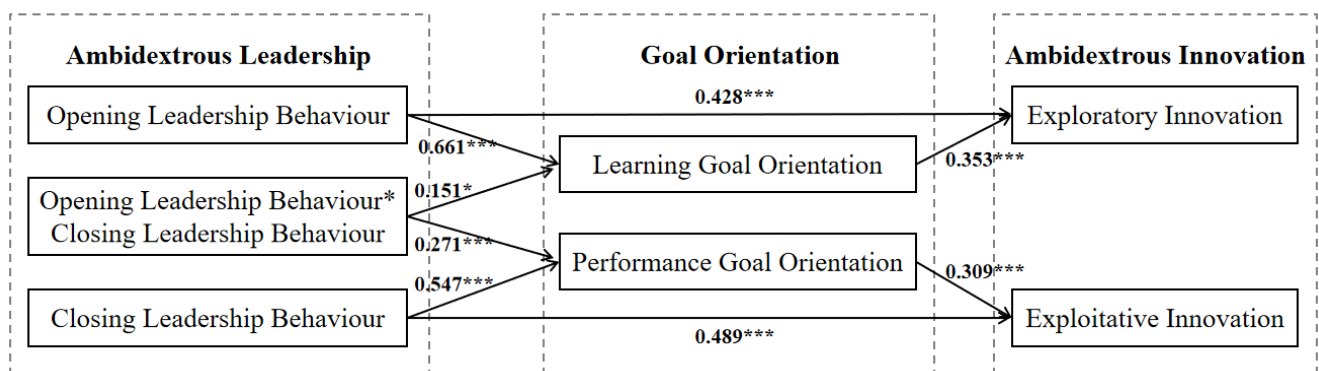 Ambidextrous Leadership
Goal Orientation
Ambidextrous Innovation
Opening Leadership Behaviour
0.428***
Exploratory Innovation
0.661***
Learning Goal Orientation
0.353***
0.151*
Opening Leadership Behaviour*
Closing Leadership Behaviour
0.271***
Performance Goal Orientation
0.309***
0.547***
Closing Leadership Behaviour
0.489***
Exploitative Innovation